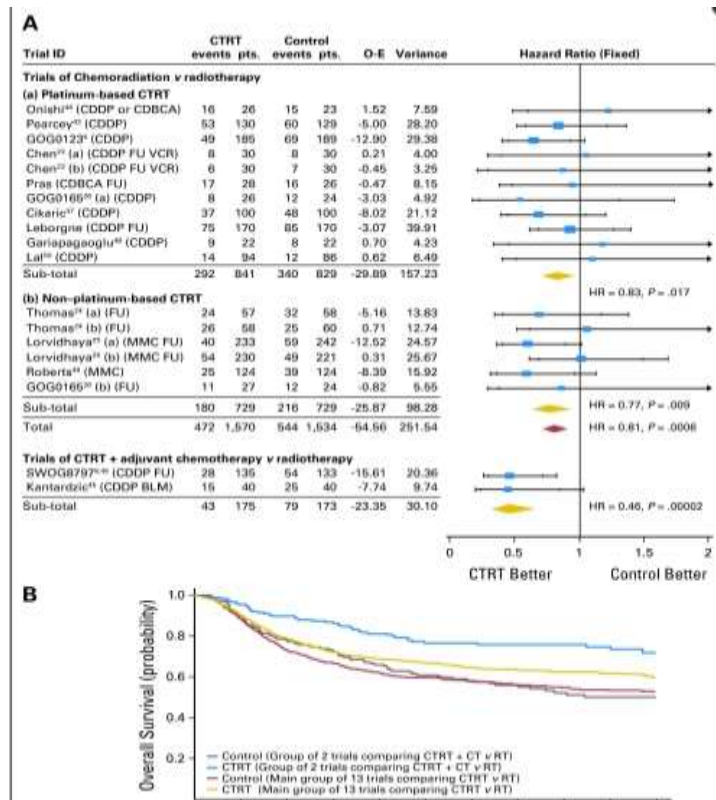 A
CTRT Control
Trial ID events pts. events pts. O-E Variance Hazard Ratio (Fixed)
Trials of Chemoradiation v radiotherapy
(a) Platinum-based CTRT
Onishi (CDDP or CDBCA) 16 26 15 23 1.52 7.59
Pearcey (CDDP) 53 130 60 129 -5.00 28.20
GOG0123 (CDDP) 49 185 69 189 -12.90 29.38
Chen (a) (CDDP FU VCR) 8 30 8 30 0.21 4.00
Chen (b) (CDDP FU VCR) 6 30 7 30 -0.45 3.25
Pras (CDBCA FU) 17 28 16 26 -0.47 8.15
GOG0165 (a) (CDDP) 8 26 12 24 -3.03 4.92
Cikaric (CDDP) 37 100 48 100 -8.02 21.12
Leborgne (CDDP FU) 75 170 85 170 -3.07 39.91
Gariapagaoglu (CDDP) 9 22 8 22 0.70 4.23
Lal (CDDP) 14 94 12 86 0.62 6.49
Sub-total 292 841 340 829 -29.89 157.23
HR = 0.83, P = .017
(b) Non–platinum-based CTRT
Thomas (a) (FU) 24 57 32 58 -5.16 13.83
Thomas (b) (FU) 26 58 25 60 0.71 12.74
Lorvidhaya (a) (MMC FU) 40 233 59 242 -12.52 24.57
Lorvidhaya (b) (MMC FU) 54 230 49 221 0.31 25.67
Roberts (MMC) 25 124 39 124 -8.39 15.92
GOG0165 (b) (FU) 11 27 12 24 -0.82 5.55
Sub-total 180 729 216 729 -25.87 98.28 HR = 0.77, P = .009
Total 472 1,570 544 1,534 -54.56 251.54 HR = 0.81, P = .0006
Trials of CTRT + adjuvant chemotherapy v radiotherapy
SWOG8797 (CDDP FU) 28 135 54 133 -15.61 20.36
Kantardzic (CDDP BLM) 15 40 25 40 -7.74 9.74
Sub-total 43 175 79 173 -23.35 30.10 HR = 0.46, P = .00002
0 0.5 1 1.5 2
CTRT Better Control Better
B
Overall Survival (probability)
1.0
0.8
0.6
0.4
0.2
Control (Group of 2 trials comparing CTRT + CT v RT)
CTRT (Group of 2 trials comparing CTRT + CT v RT)
Control (Main group of 13 trials comparing CTRT v RT)
CTRT (Main group of 13 trials comparing CTRT v RT)